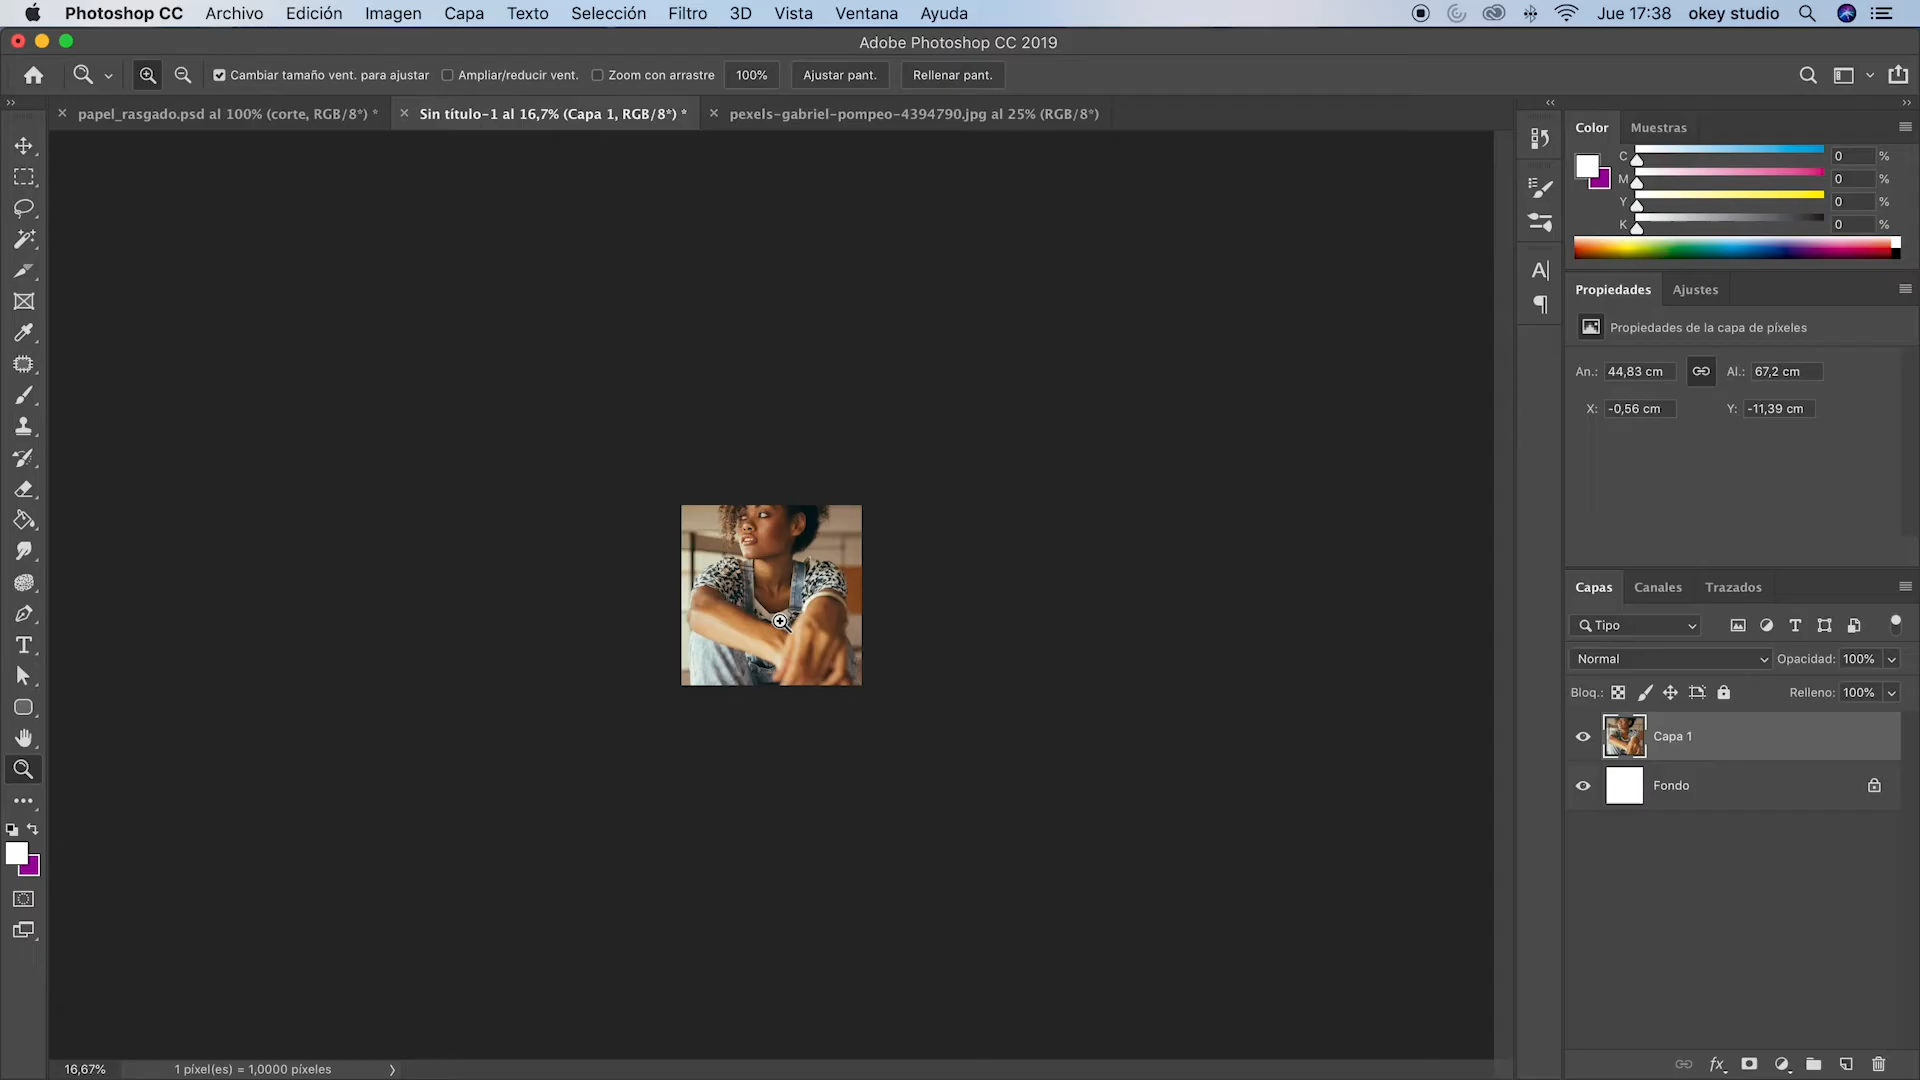 Photoshop CC Archivo Edición Imagen Capa Texto Selección Filtro 3D Vista Ventana Ayuda Jue 17:38 okey studio
Adobe Photoshop CC 2019
Cambiar tamaño vent. para ajustar Ampliar/reducir vent. Zoom con arrastre 100% Ajustar pant. Rellenar pant.
papel_rasgado.psd al 100% (corte, RGB/8*) * Sin título-1 al 16,7% (Capa 1, RGB/8*) * pexels-gabriel-pompeo-4394790.jpg al 25% (RGB/8*)
Color Muestras
C 0 %
M 0 %
Y 0 %
K 0 %
Propiedades Ajustes
Propiedades de la capa de píxeles
An.: 44,83 cm Al.: 67,2 cm
X: -0,56 cm Y: -11,39 cm
Capas Canales Trazados
Tipo
Normal Opacidad: 100%
Bloq.: Relleno: 100%
Capa 1
Fondo
16,67% 1 píxel(es) = 1,0000 píxeles